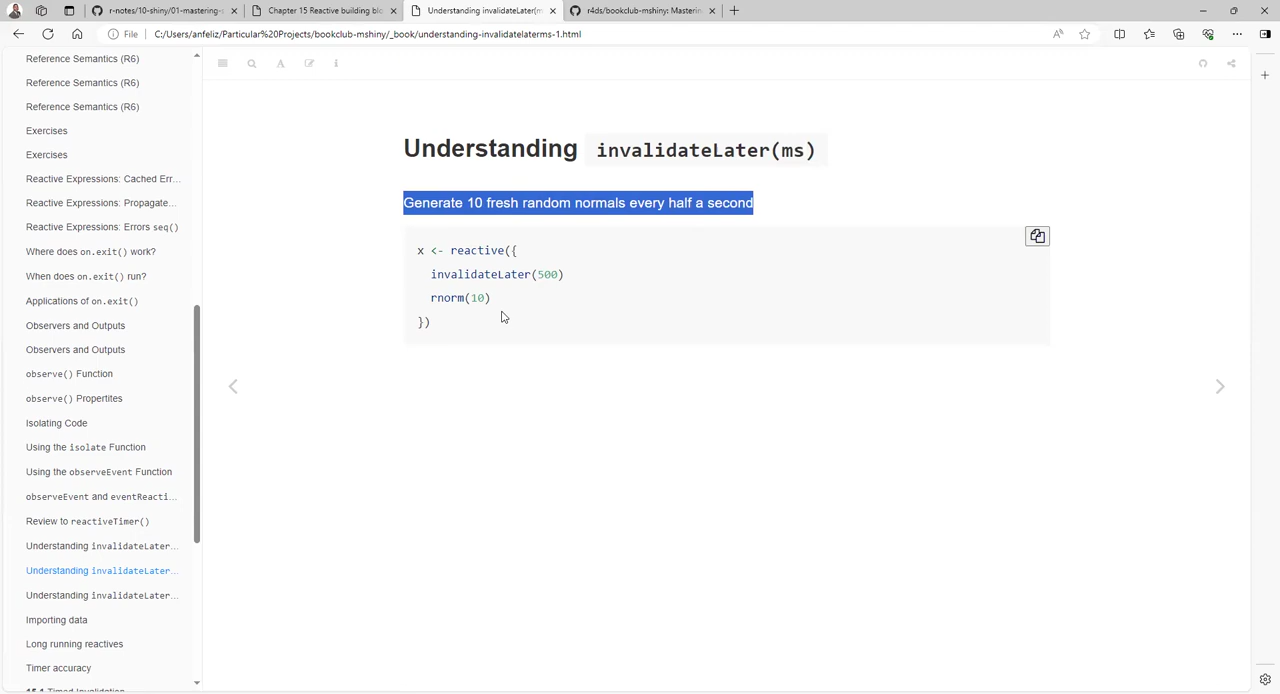 r-notes/10-shiny/01-mastering-s
Chapter 15 Reactive building blo
Understanding invalidateLater(m
r4ds/bookclub-mshiny: Masterin
File
C:/Users/anfeliz/Particular%20Projects/bookclub-mshiny/_book/understanding-invalidatelaterms-1.html
Reference Semantics (R6)
Reference Semantics (R6)
Reference Semantics (R6)
Exercises
Exercises
Reactive Expressions: Cached Err...
Reactive Expressions: Propagate...
Reactive Expressions: Errors seq()
Where does on.exit() work?
When does on.exit() run?
Applications of on.exit()
Observers and Outputs
Observers and Outputs
observe() Function
observe() Propertites
Isolating Code
Using the isolate Function
Using the observeEvent Function
observeEvent and eventReacti...
Review to reactiveTimer()
Understanding invalidateLater...
Understanding invalidateLater...
Understanding invalidateLater...
Importing data
Long running reactives
Timer accuracy
15.1 Timed Invalidation
Understanding invalidateLater(ms)
Generate 10 fresh random normals every half a second
x <- reactive({
  invalidateLater(500)
  rnorm(10)
})